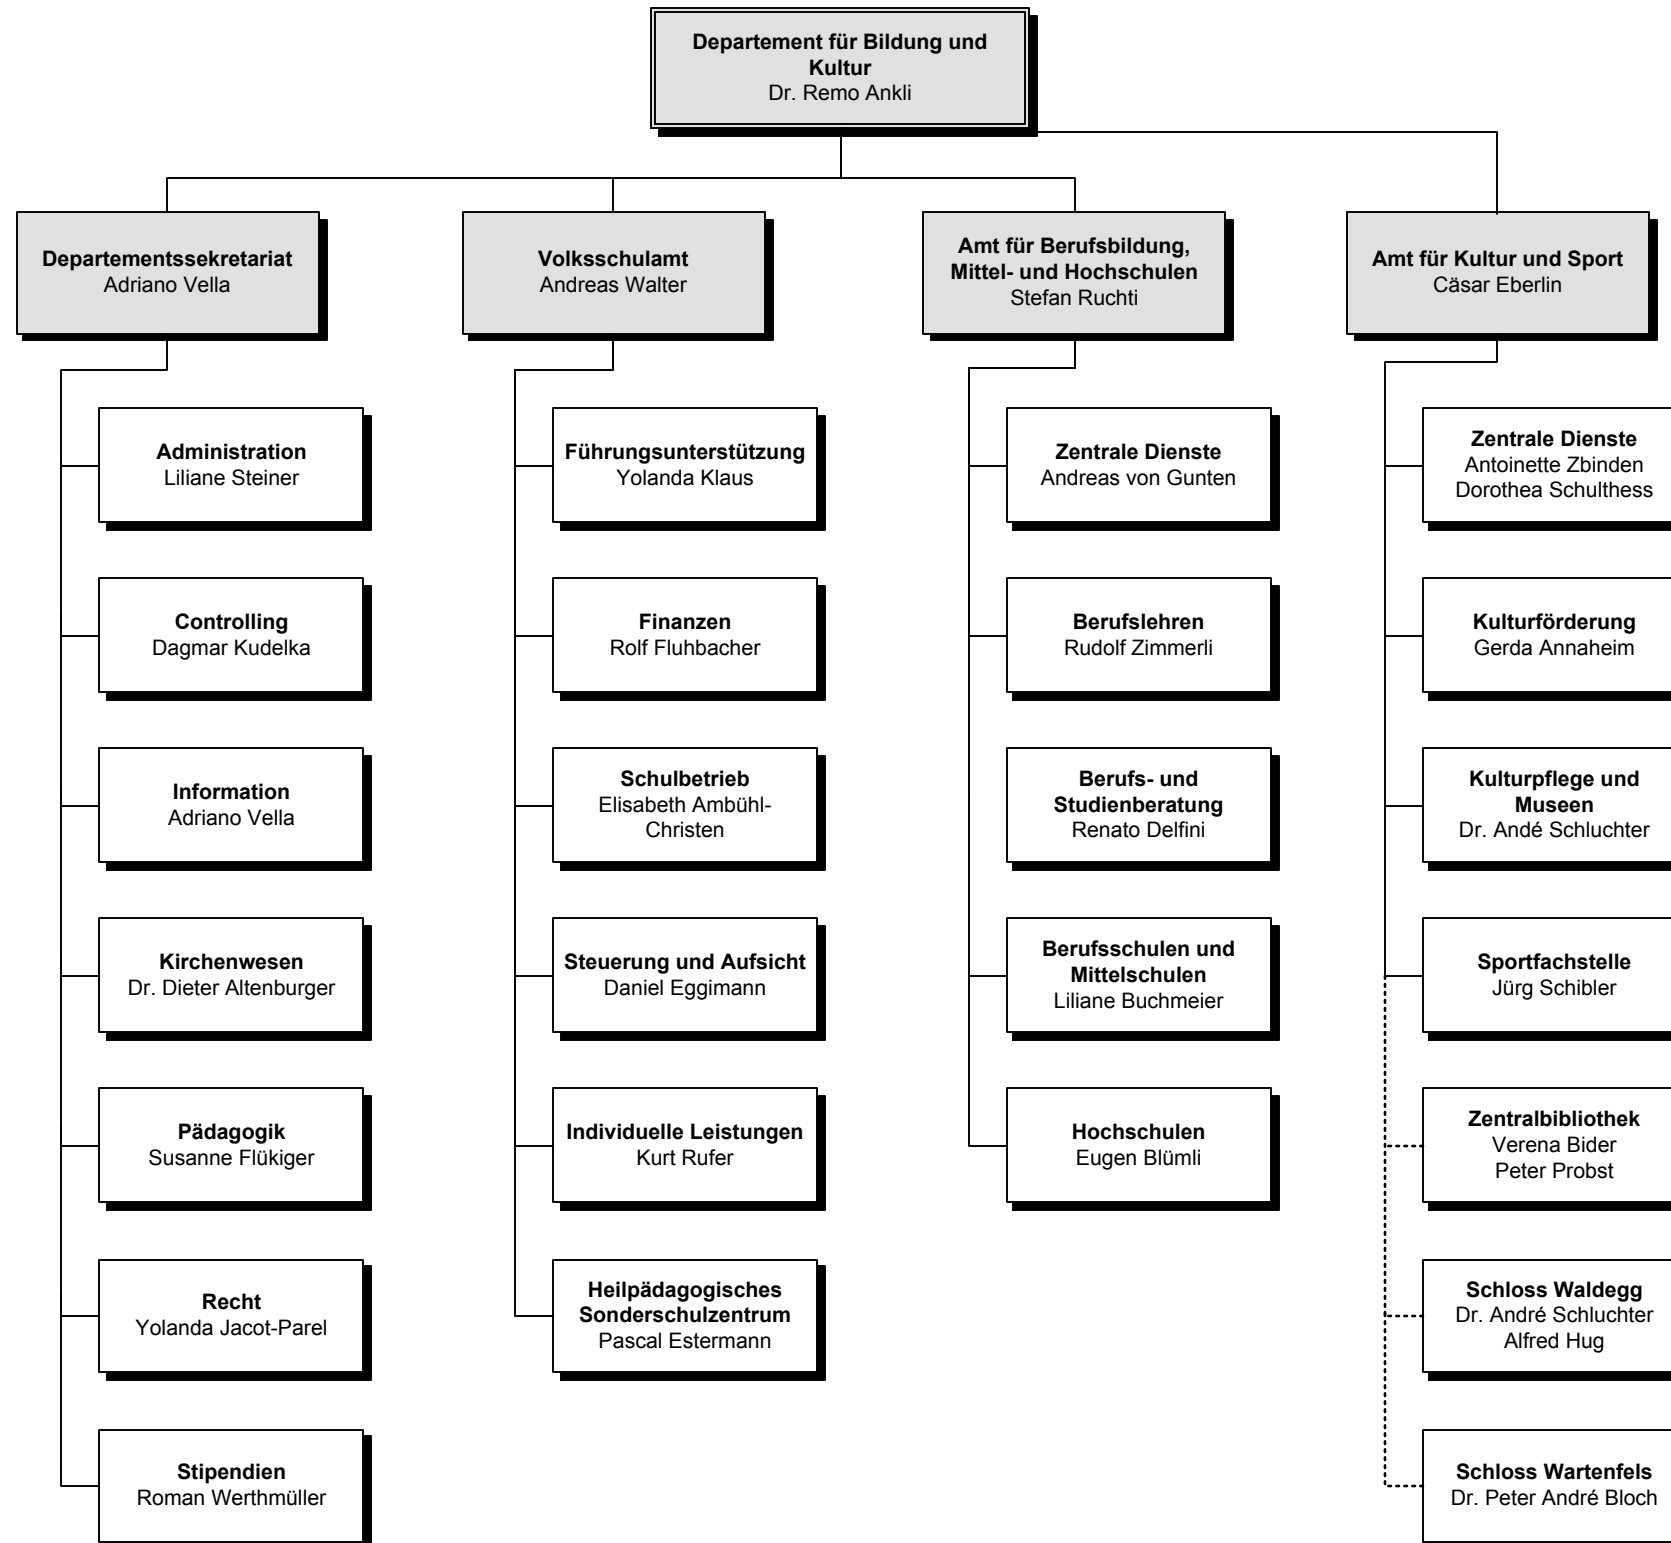 Departement für Bildung und
Kultur
Dr. Remo Ankli
Departementssekretariat
Adriano Vella
Volksschulamt
Andreas Walter
Amt für Berufsbildung,
Mittel- und Hochschulen
Stefan Ruchti
Amt für Kultur und Sport
Cäsar Eberlin
Administration
Liliane Steiner
Controlling
Dagmar Kudelka
Information
Adriano Vella
Kirchenwesen
Dr. Dieter Altenburger
Pädagogik
Susanne Flükiger
Recht
Yolanda Jacot-Parel
Stipendien
Roman Werthmüller
Führungsunterstützung
Yolanda Klaus
Finanzen
Rolf Fluhbacher
Schulbetrieb
Elisabeth Ambühl-
Christen
Steuerung und Aufsicht
Daniel Eggimann
Individuelle Leistungen
Kurt Rufer
Heilpädagogisches
Sonderschulzentrum
Pascal Estermann
Zentrale Dienste
Andreas von Gunten
Berufslehren
Rudolf Zimmerli
Berufs- und
Studienberatung
Renato Delfini
Berufsschulen und
Mittelschulen
Liliane Buchmeier
Hochschulen
Eugen Blümli
Zentrale Dienste
Antoinette Zbinden
Dorothea Schulthess
Kulturförderung
Gerda Annaheim
Kulturpflege und
Museen
Dr. Andé Schluchter
Sportfachstelle
Jürg Schibler
Zentralbibliothek
Verena Bider
Peter Probst
Schloss Waldegg
Dr. André Schluchter
Alfred Hug
Schloss Wartenfels
Dr. Peter André Bloch